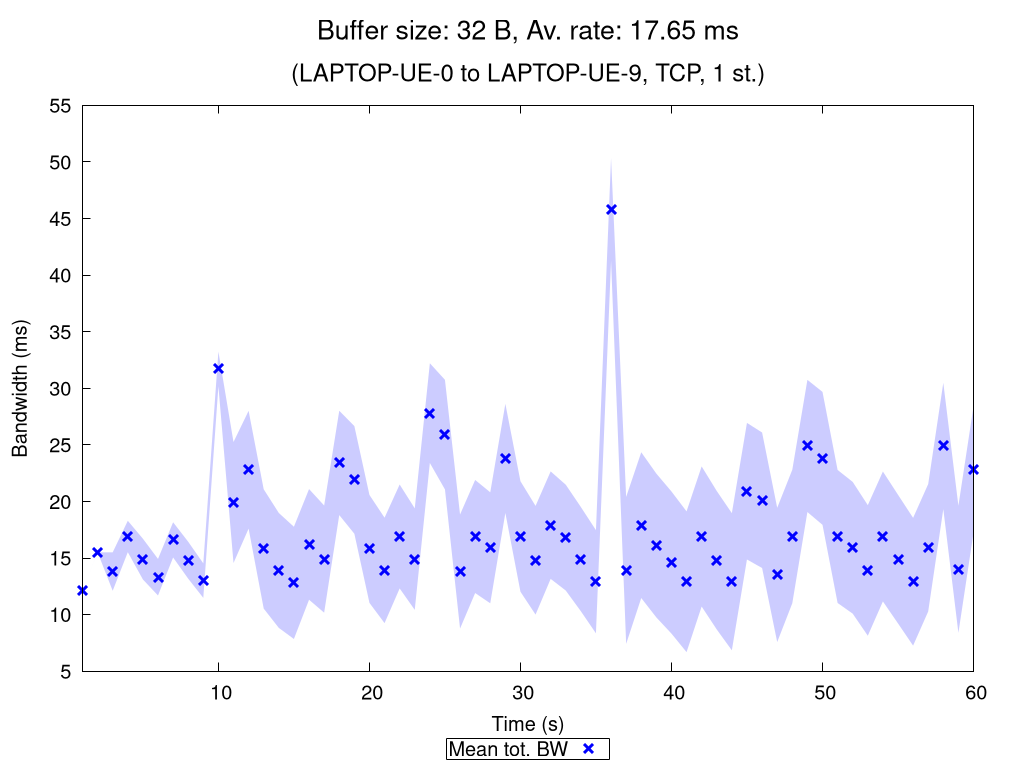 Buffer size: 32 B, Av. rate: 17.65 ms
(LAPTOP-UE-0 to LAPTOP-UE-9, TCP, 1 st.)
55
50
45
40
35
30
25
20
15
10
5
Bandwidth (ms)
10 20 30 40 50 60
Time (s)
Mean tot. BW